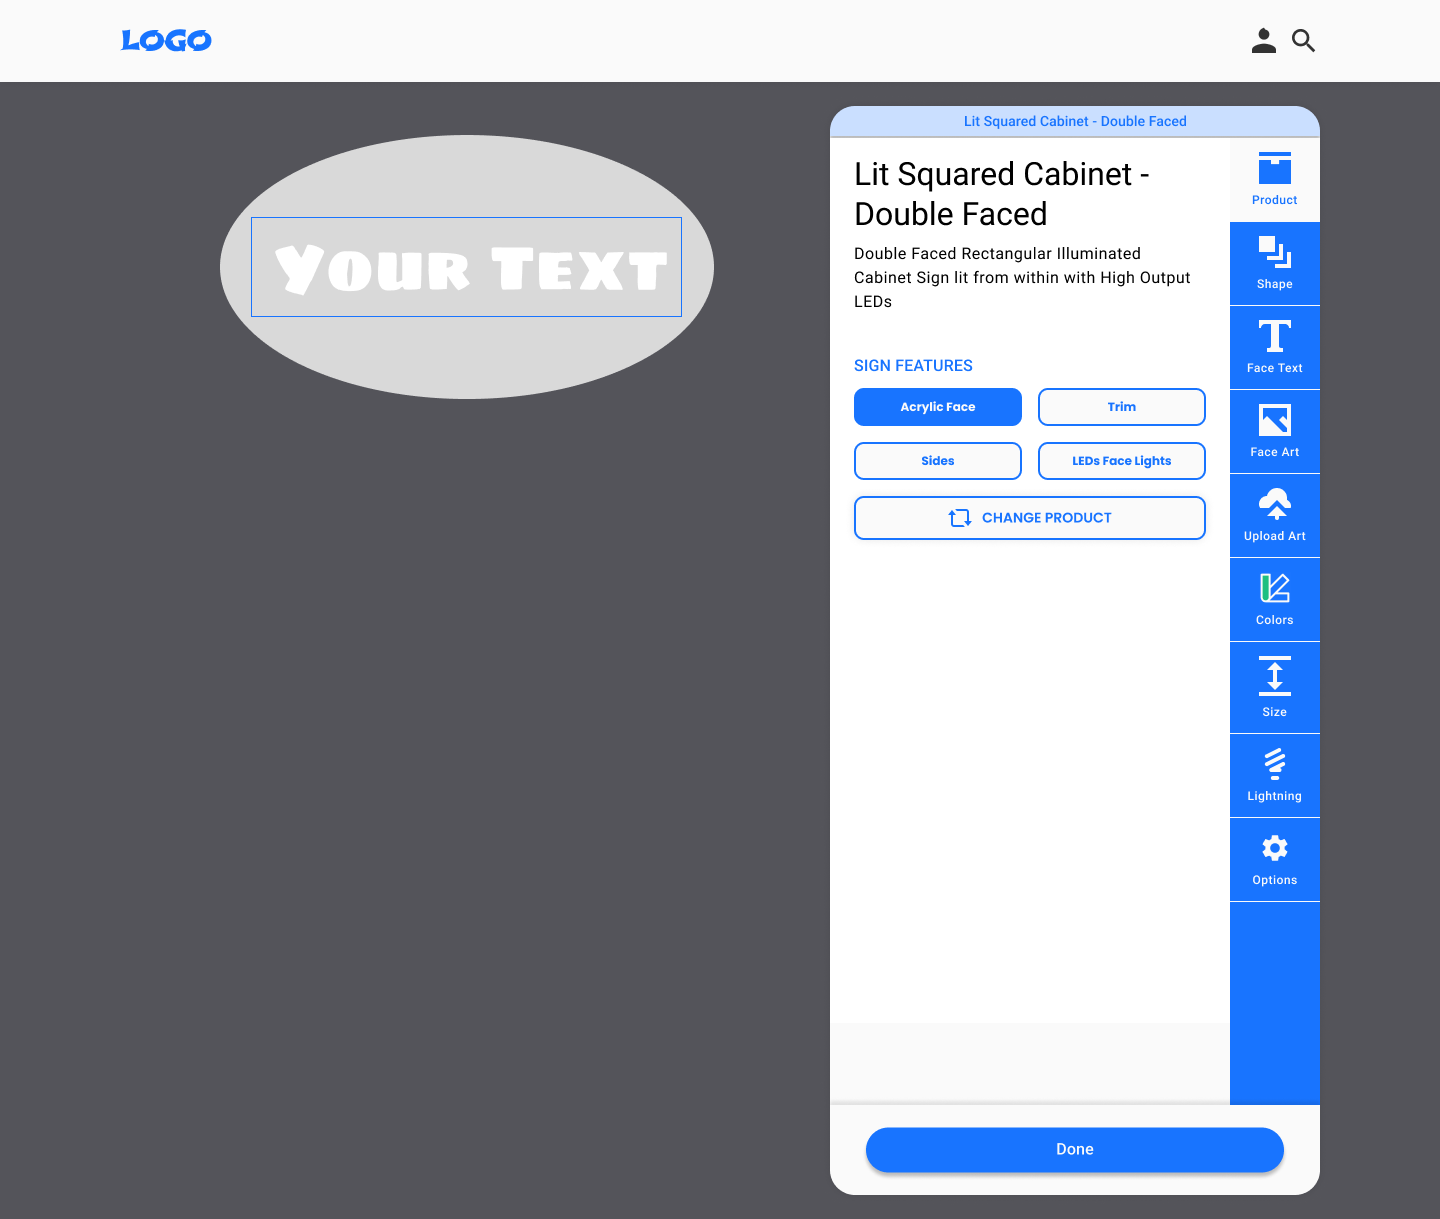 LOGO
Your Text
Lit Squared Cabinet - Double Faced
Lit Squared Cabinet -
Double Faced
Double Faced Rectangular Illuminated
Cabinet Sign lit from within with High Output
LEDs
SIGN FEATURES
Acrylic Face
Trim
Sides
LEDs Face Lights
CHANGE PRODUCT
Product
Shape
Face Text
Face Art
Upload Art
Colors
Size
Lightning
Options
Done